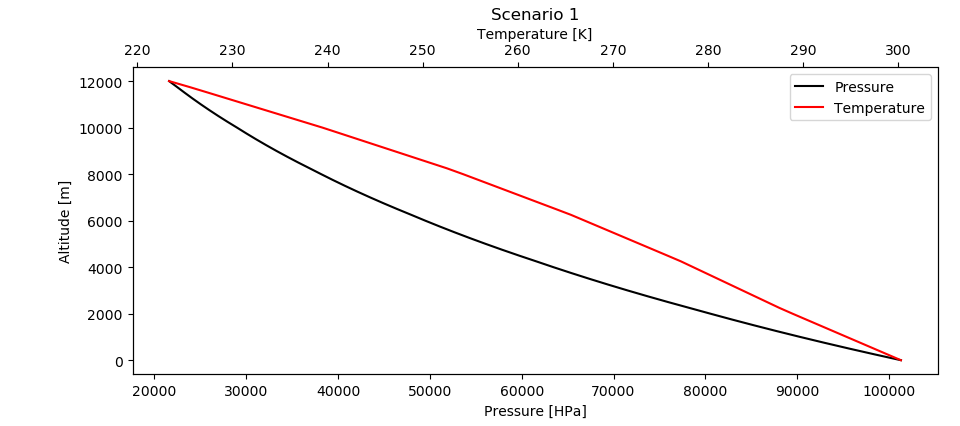 Scenario 1
Temperature [K]
220 230 240 250 260 270 280 290 300
Pressure
Temperature
12000
10000
8000
6000
4000
2000
0
Altitude [m]
20000 30000 40000 50000 60000 70000 80000 90000 100000
Pressure [HPa]